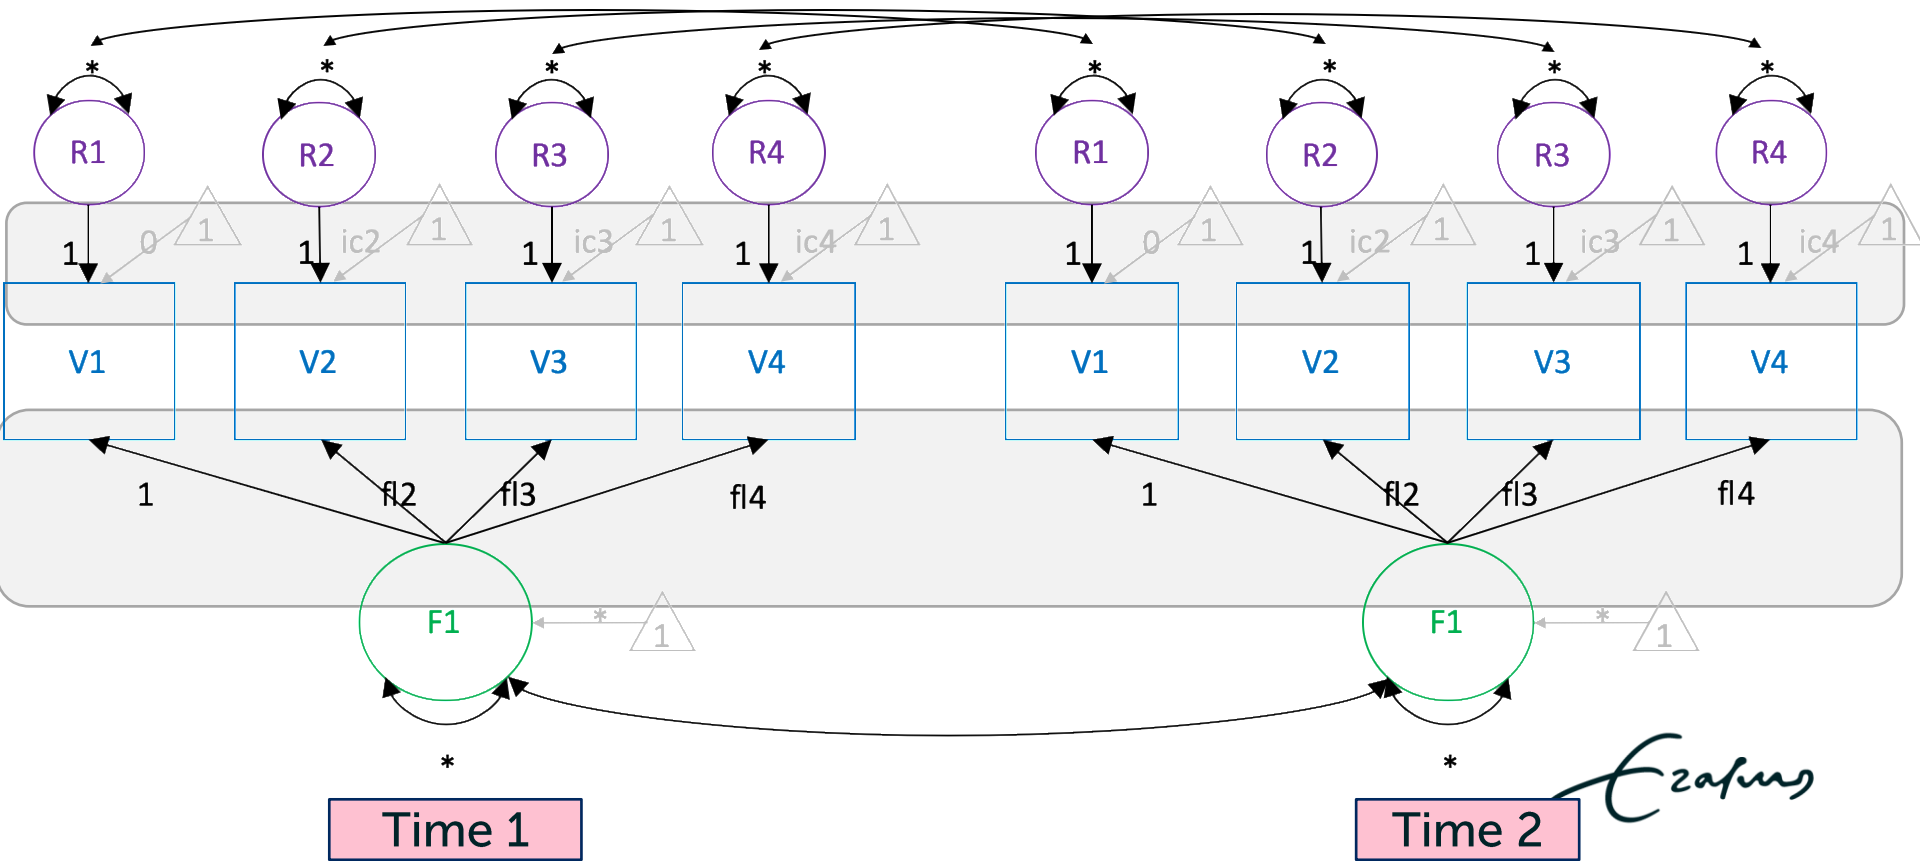 * * * * * * * *
R1 R2 R3 R4 R1 R2 R3 R4
1 0 1 1 ic2 1 1 ic3 1 1 ic4 1 1 0 1 1 ic2 1 1 ic3 1 1 ic4 1
V1 V2 V3 V4 V1 V2 V3 V4
1 fl2 fl3 fl4 1 fl2 fl3 fl4
F1 * 1 F1 * 1
* *
Erasmus
Time 1 Time 2